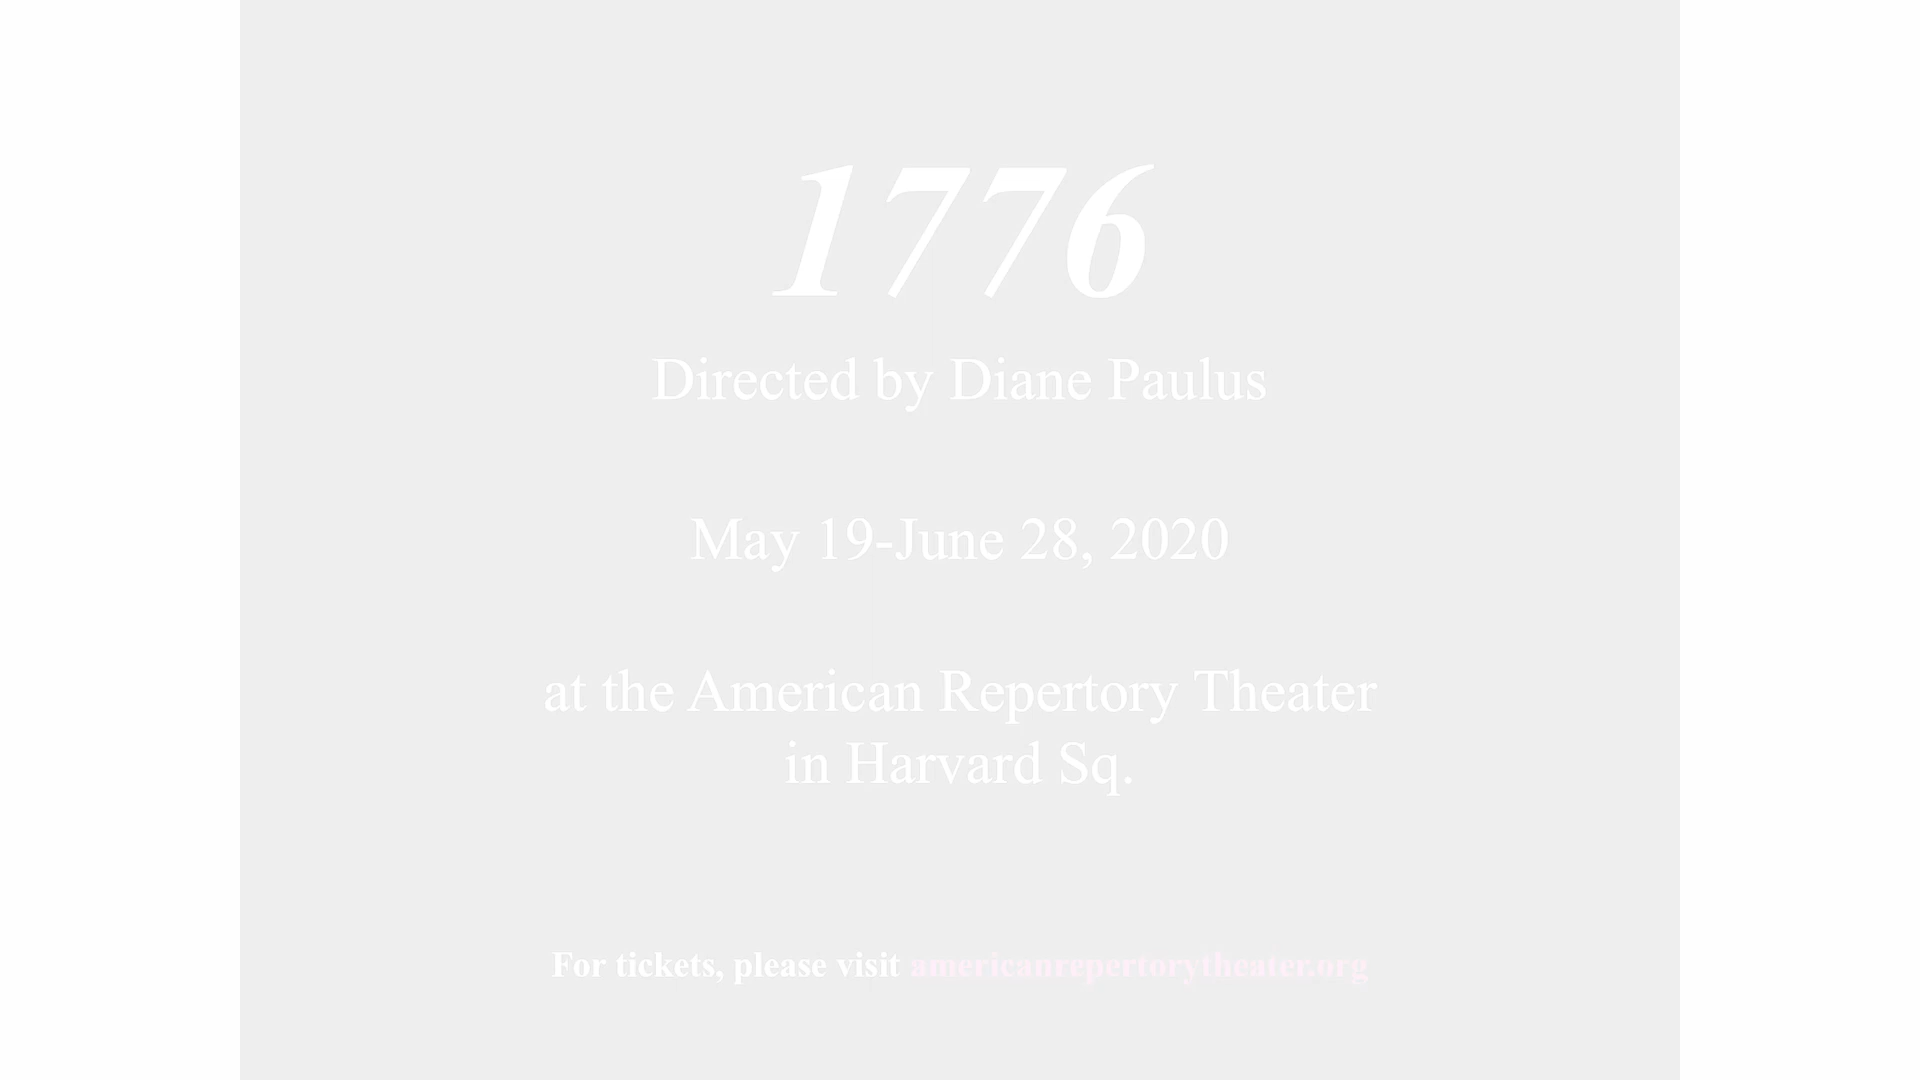 1776
Directed by Diane Paulus
May 19-June 28, 2020
at the American Repertory Theater
in Harvard Sq.
For tickets, please visit americanrepertorytheater.org